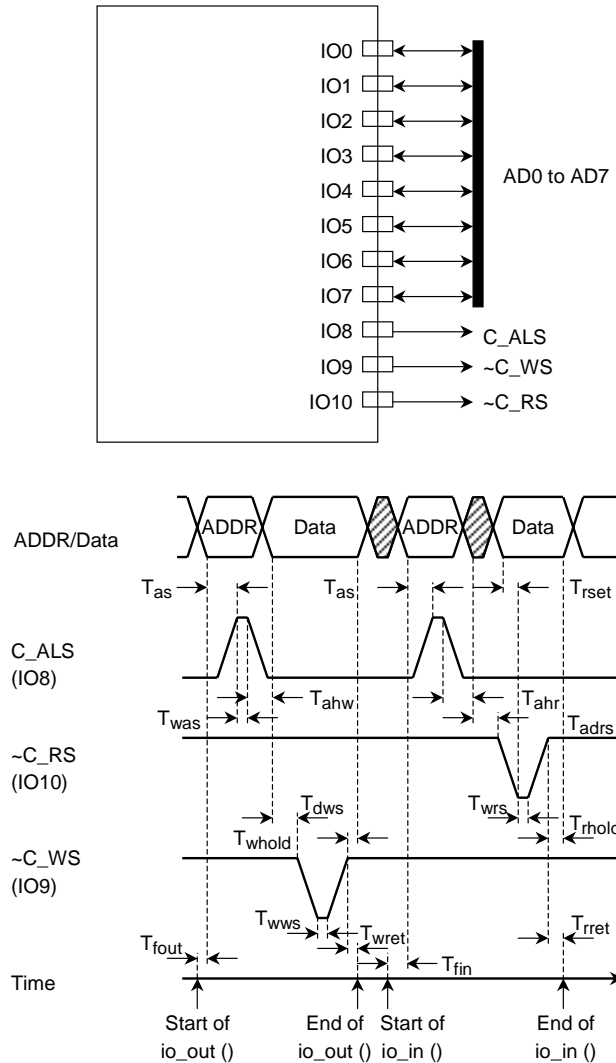 IO0
IO1
IO2
IO3
IO4
IO5
IO6
IO7
IO8
IO9
IO10
AD0 to AD7
C_ALS
~C_WS
~C_RS
ADDR/Data
ADDR
Data
ADDR
Data
Tas
Tas
Trset
C_ALS
(IO8)
Tahw
Tahr
Twas
Tadrs
~C_RS
(IO10)
Tdws
Twrs
Twhold
Trhold
~C_WS
(IO9)
Twws
Twret
Trret
Tfout
Tfin
Time
Start of
io_out ()
End of
io_out ()
Start of
io_in ()
End of
io_in ()